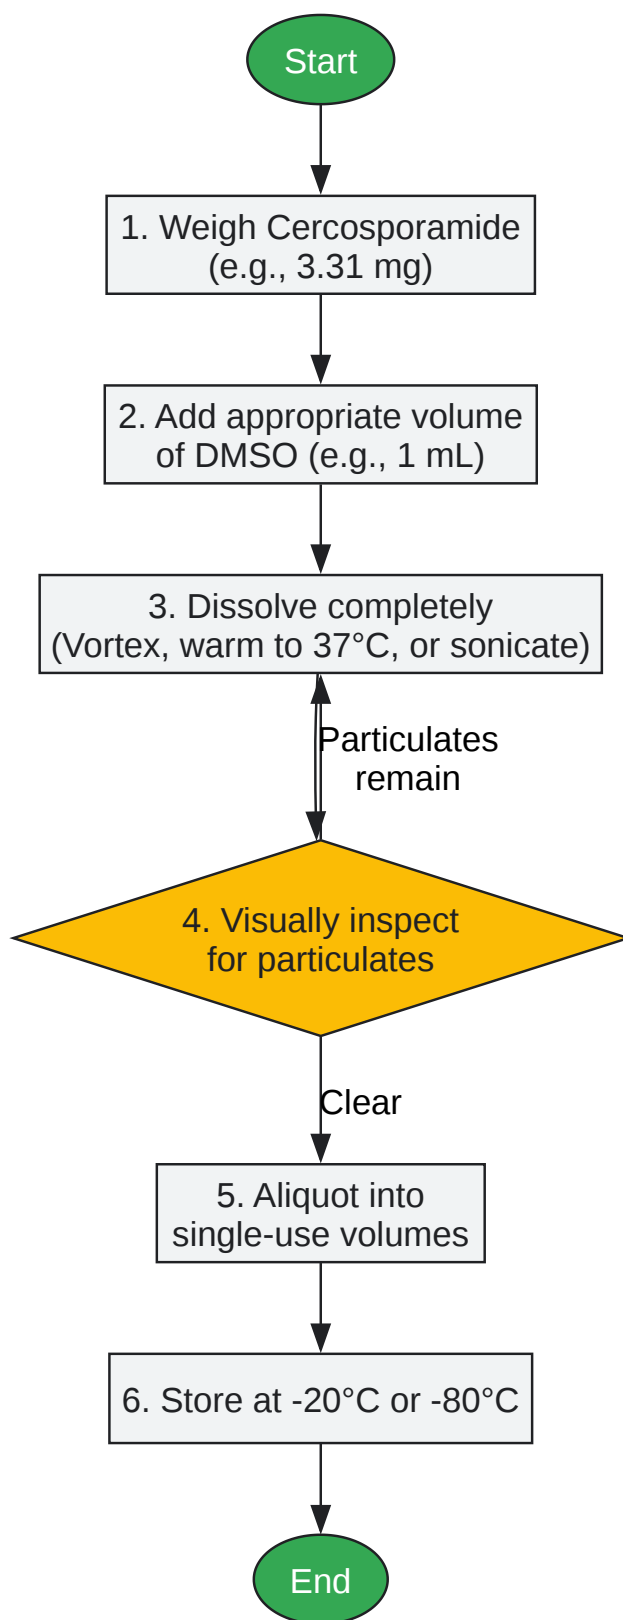 Start
1. Weigh Cercosporamide
(e.g., 3.31 mg)
2. Add appropriate volume
of DMSO (e.g., 1 mL)
3. Dissolve completely
(Vortex, warm to 37°C, or sonicate)
Particulates
remain
4. Visually inspect
for particulates
Clear
5. Aliquot into
single-use volumes
6. Store at -20°C or -80°C
End